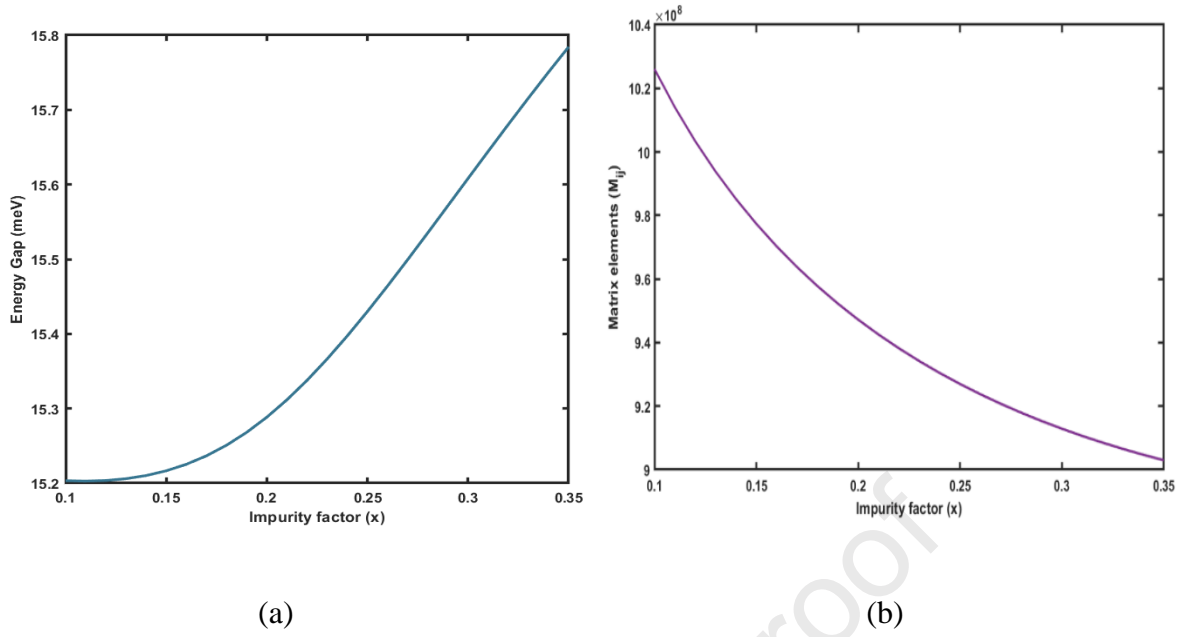 15.8
15.7
15.6
15.5
15.4
15.3
15.2
0.1 0.15 0.2 0.25 0.3 0.35
Energy Gap (meV)
Impurity factor (x)
(a)
×10⁸
10.4
10.2
10
9.8
9.6
9.4
9.2
9
0.1 0.15 0.2 0.25 0.3 0.35
Matrix elements (Mij)
Impurity factor (x)
(b)
roof